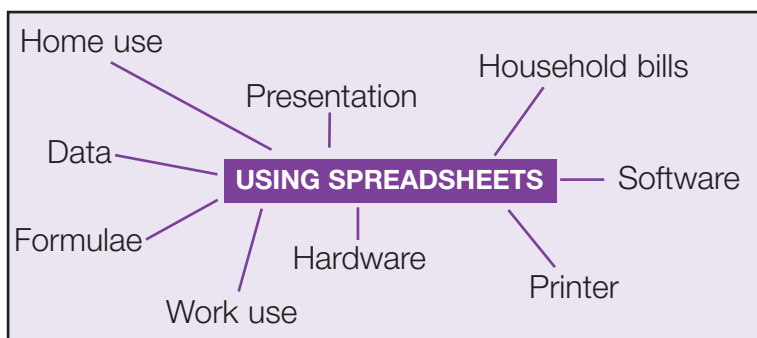 Home use
Household bills
Presentation
Data
USING SPREADSHEETS
Software
Formulae
Hardware
Printer
Work use